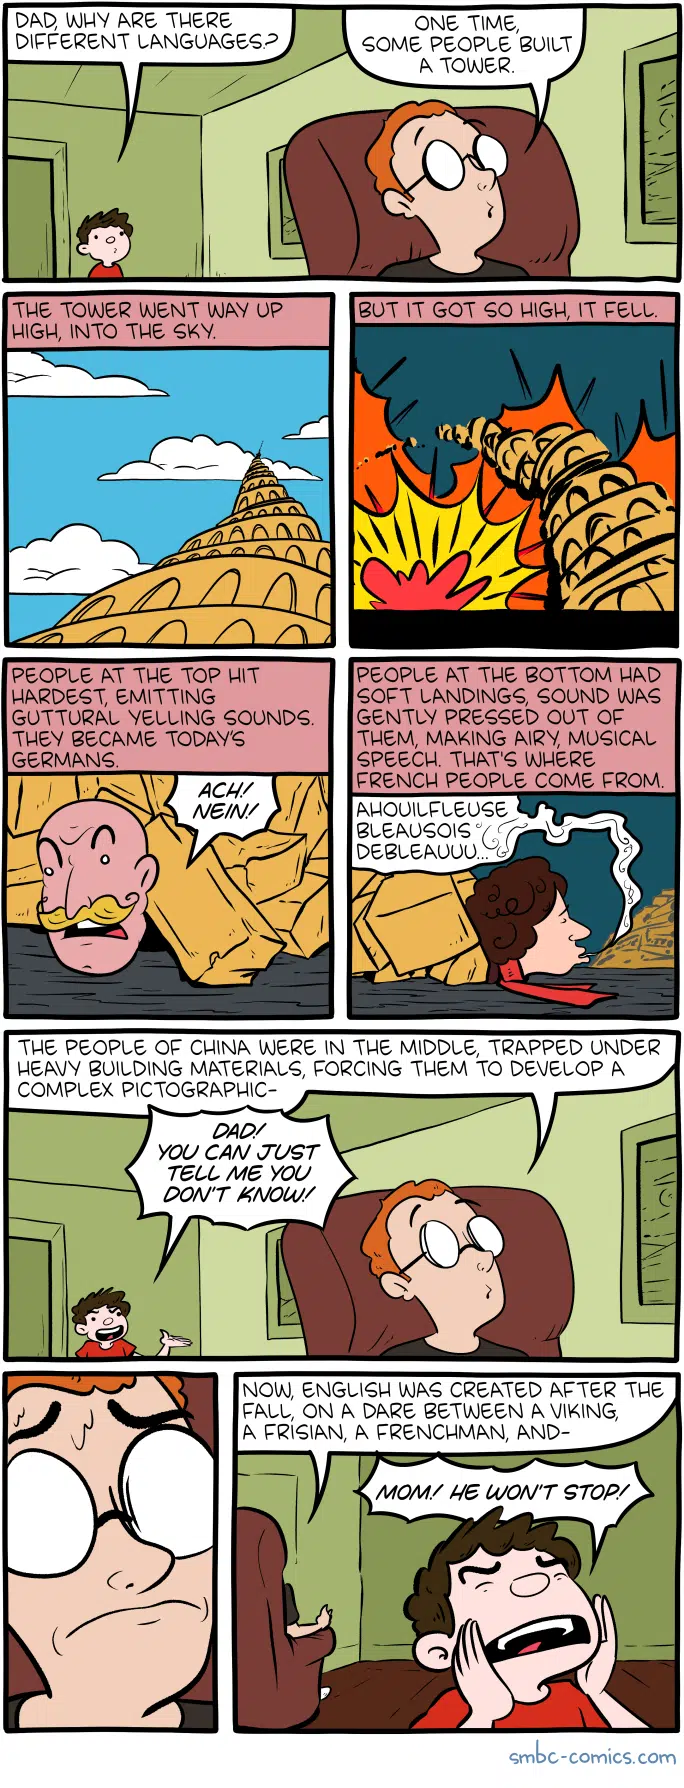 DAD, WHY ARE THERE
DIFFERENT LANGUAGES?
ONE TIME,
SOME PEOPLE BUILT
A TOWER.
THE TOWER WENT WAY UP
HIGH, INTO THE SKY.
BUT IT GOT SO HIGH, IT FELL.
PEOPLE AT THE TOP HIT
HARDEST, EMITTING
GUTTURAL YELLING SOUNDS.
THEY BECAME TODAY'S
GERMANS.
ACH!
NEIN!
PEOPLE AT THE BOTTOM HAD
SOFT LANDINGS, SOUND WAS
GENTLY PRESSED OUT OF
THEM, MAKING AIRY, MUSICAL
SPEECH. THAT'S WHERE
FRENCH PEOPLE COME FROM.
AHOUILFLEUSE
BLEAUSOIS
DEBLEAUUU...
THE PEOPLE OF CHINA WERE IN THE MIDDLE, TRAPPED UNDER
HEAVY BUILDING MATERIALS, FORCING THEM TO DEVELOP A
COMPLEX PICTOGRAPHIC-
DAD!
YOU CAN JUST
TELL ME YOU
DON'T KNOW!
NOW, ENGLISH WAS CREATED AFTER THE
FALL, ON A DARE BETWEEN A VIKING,
A FRISIAN, A FRENCHMAN, AND-
MOM! HE WON'T STOP!
smbc-comics.com